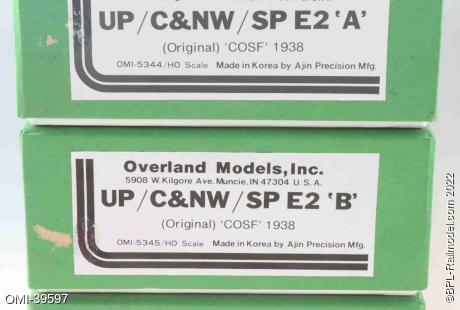 UP/C&NW/SP E2 'A'
(Original) 'COSF' 1938
OMI-5344/HO Scale Made in Korea by Ajin Precision Mfg.
Overland Models, Inc.
5908 W. Kilgore Ave. Muncie, IN 47304 U.S.A.
UP/C&NW/SP E2 'B'
(Original) 'COSF' 1938
OMI-5345/HO Scale Made in Korea by Ajin Precision Mfg.
OMI-39597
©BPL-Railmodel.com 2022